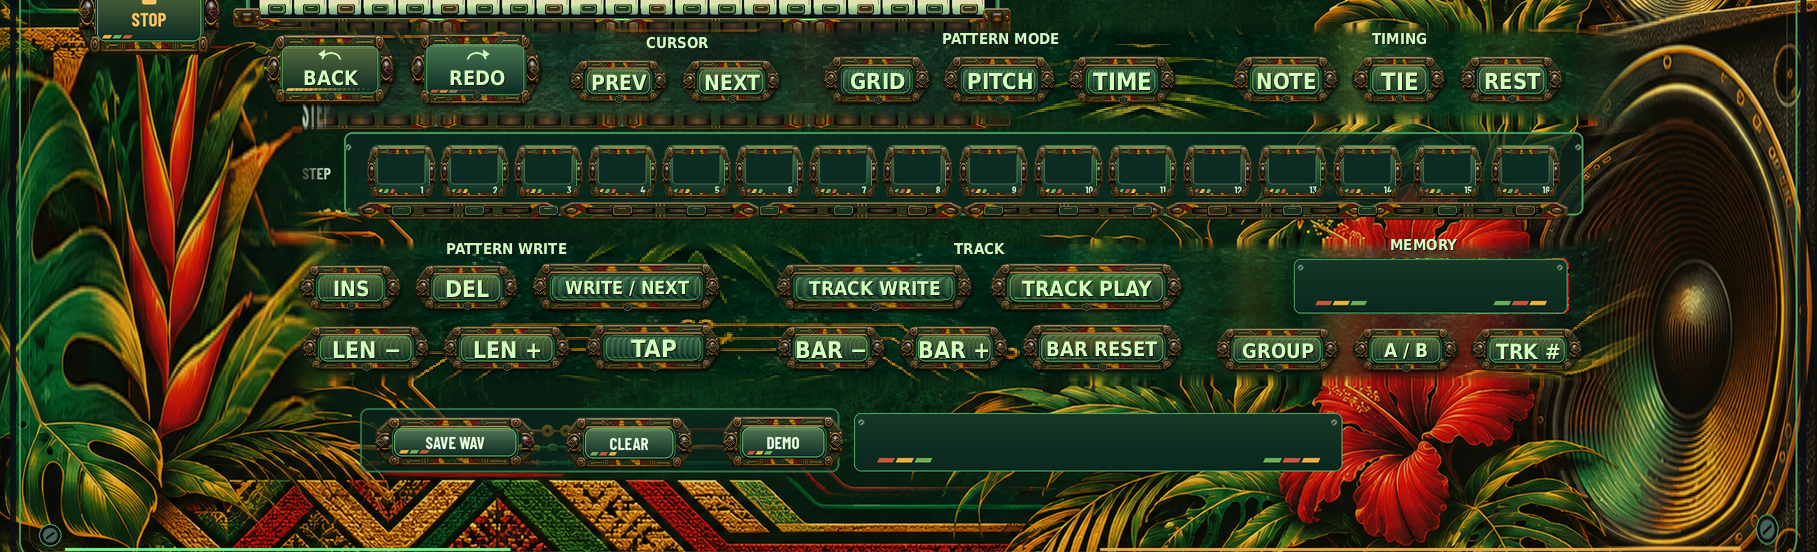 STOP
CURSOR
PATTERN MODE
TIMING
BACK
REDO
PREV
NEXT
GRID
PITCH
TIME
NOTE
TIE
REST
STEP
1 2 3 4 5 6 7 8 9 10 11 12 13 14 15 16
PATTERN WRITE
TRACK
MEMORY
INS
DEL
WRITE / NEXT
TRACK WRITE
TRACK PLAY
LEN −
LEN +
TAP
BAR −
BAR +
BAR RESET
GROUP
A / B
TRK #
SAVE WAV
CLEAR
DEMO